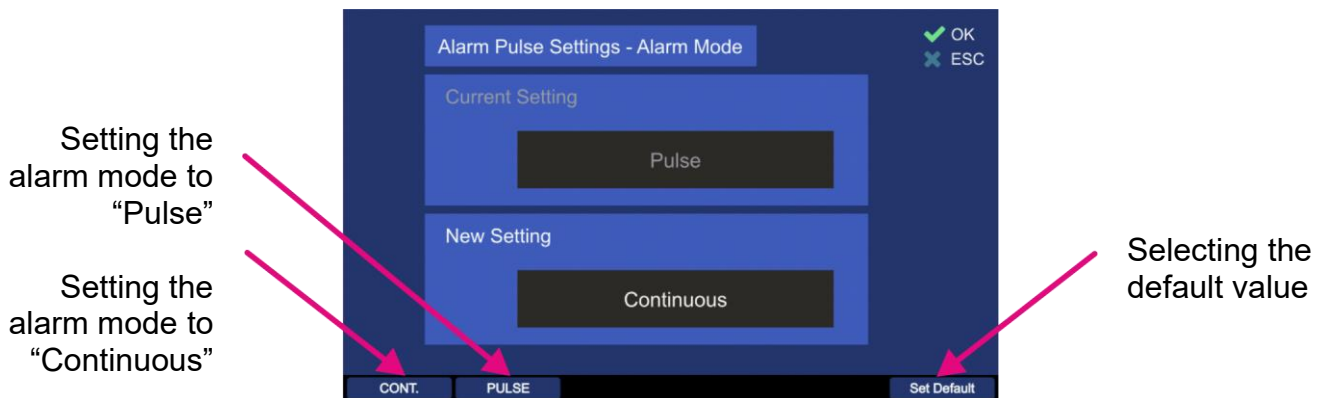 Alarm Pulse Settings - Alarm Mode
OK
ESC
Current Setting
Pulse
New Setting
Continuous
CONT.
PULSE
Set Default
Setting the
alarm mode to
“Pulse”
Setting the
alarm mode to
“Continuous”
Selecting the
default value